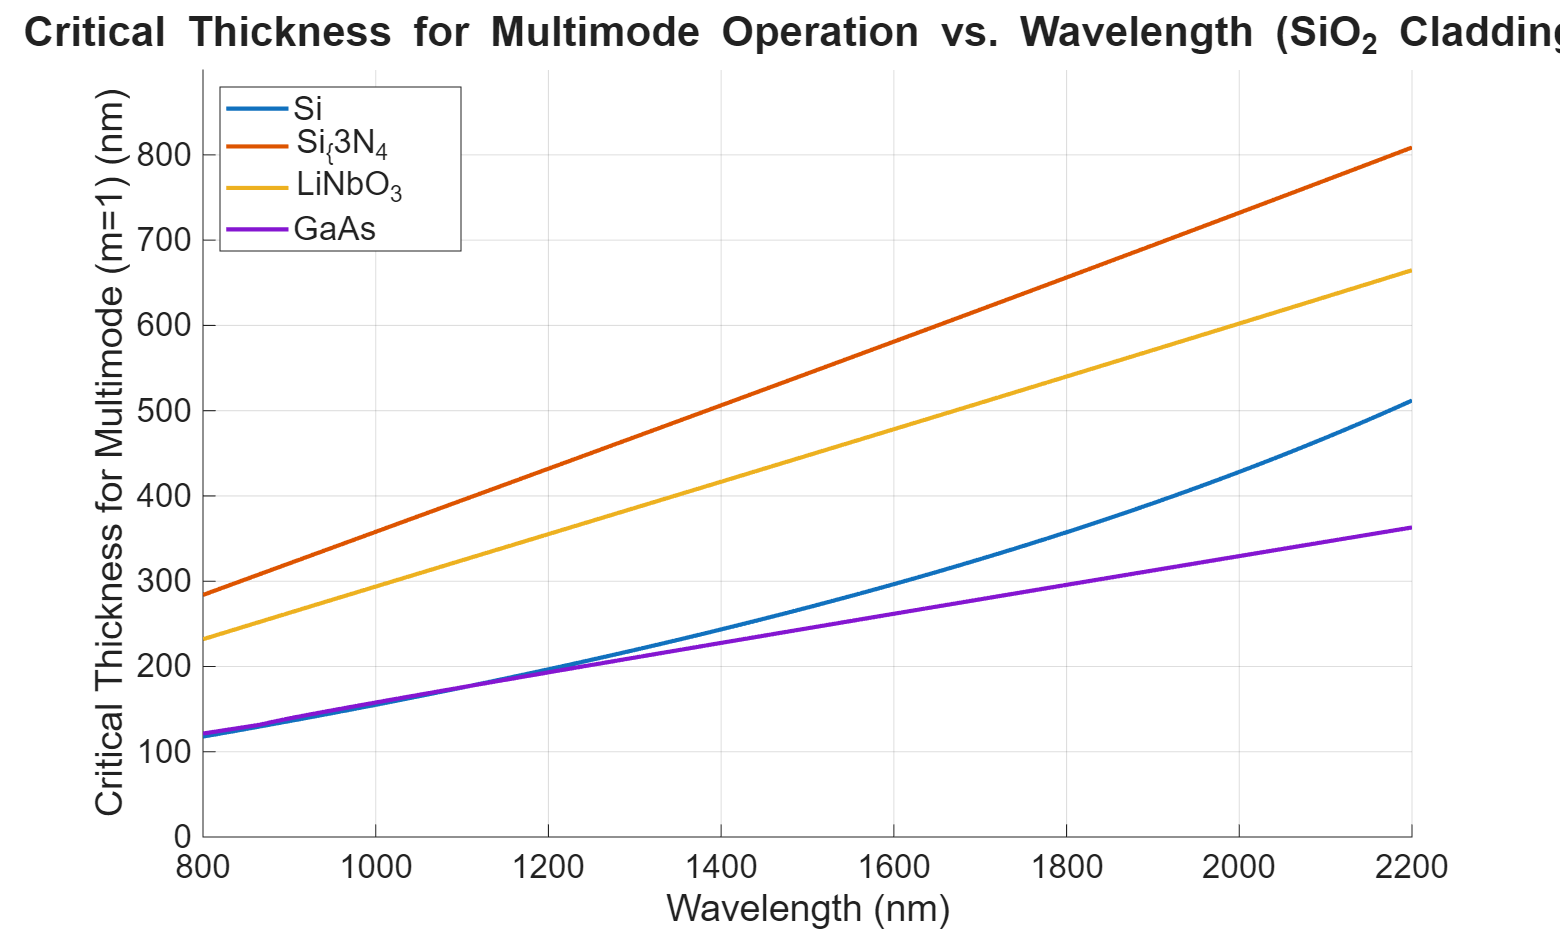 Critical Thickness for Multimode Operation vs. Wavelength (SiO₂ Cladding
Si
Si{3N₄
LiNbO₃
GaAs
Critical Thickness for Multimode (m=1) (nm)
800
700
600
500
400
300
200
100
0
800 1000 1200 1400 1600 1800 2000 2200
Wavelength (nm)